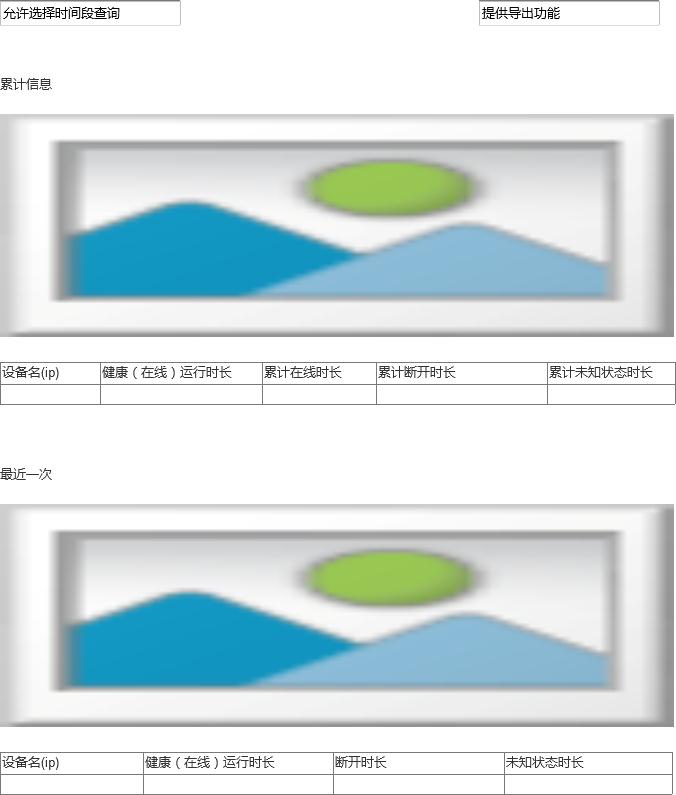 允许选择时间段查询
提供导出功能
累计信息
设备名(ip) 健康（在线）运行时长 累计在线时长 累计断开时长 累计未知状态时长
最近一次
设备名(ip) 健康（在线）运行时长 断开时长 未知状态时长